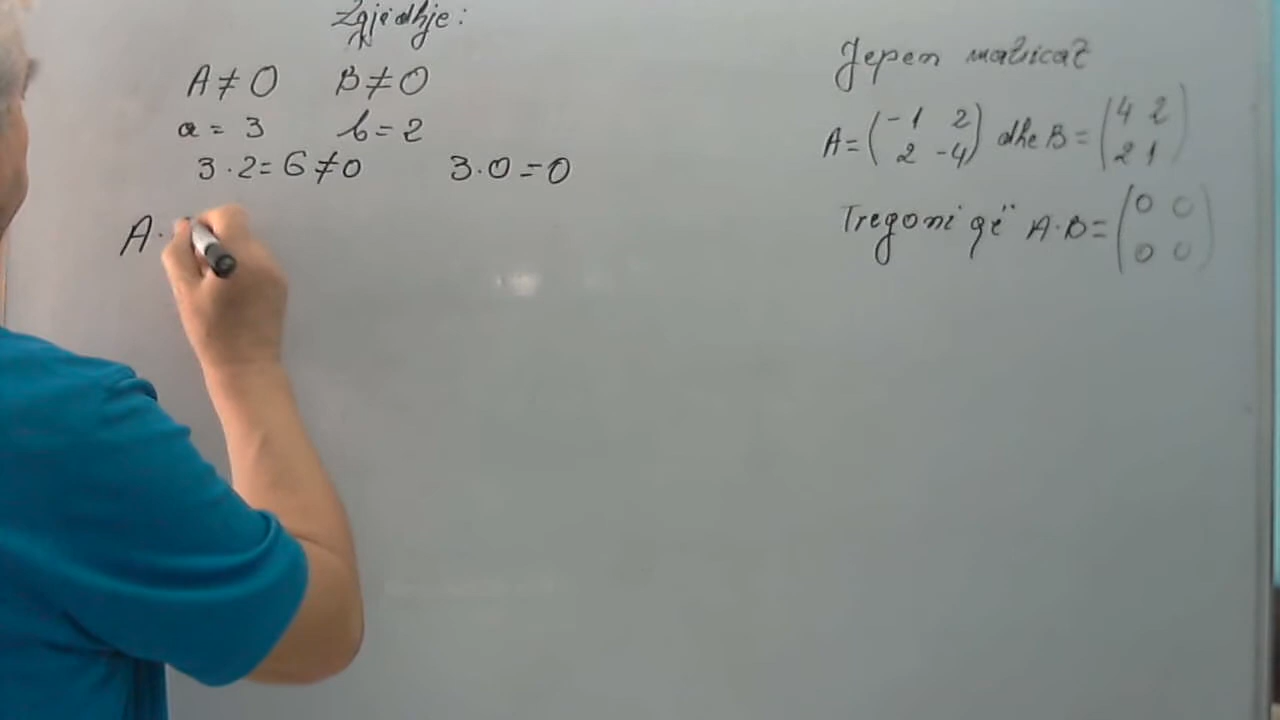 Zgjidhje:
A ≠ 0 B ≠ 0
a = 3 b = 2
3 · 2 = 6 ≠ 0 3 · 0 = 0
A ·
Jepen matricat
A = (-1 2
2 -4) dhe B = (4 2
2 1)
Tregoni që A · B = (0 0
0 0)